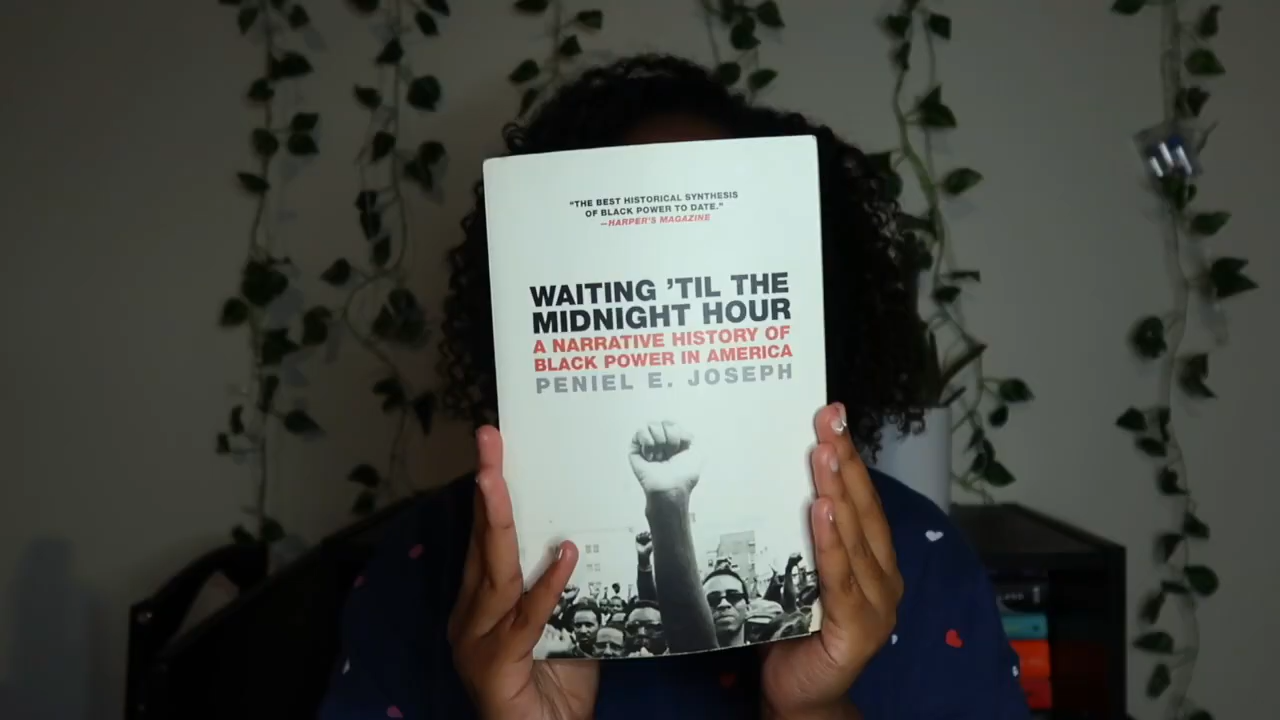 "THE BEST HISTORICAL SYNTHESIS
OF BLACK POWER TO DATE."
—HARPER'S MAGAZINE
WAITING 'TIL THE
MIDNIGHT HOUR
A NARRATIVE HISTORY OF
BLACK POWER IN AMERICA
PENIEL E. JOSEPH